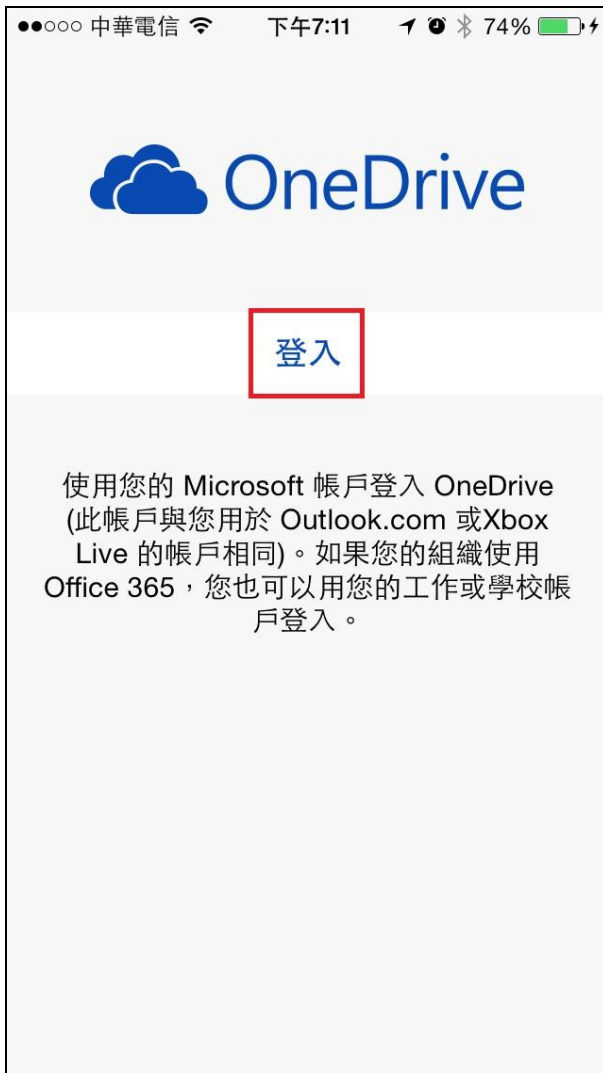 中華電信 下午7:11 74%
OneDrive
登入
使用您的 Microsoft 帳戶登入 OneDrive
(此帳戶與您用於 Outlook.com 或Xbox
Live 的帳戶相同)。如果您的組織使用
Office 365，您也可以用您的工作或學校帳
戶登入。